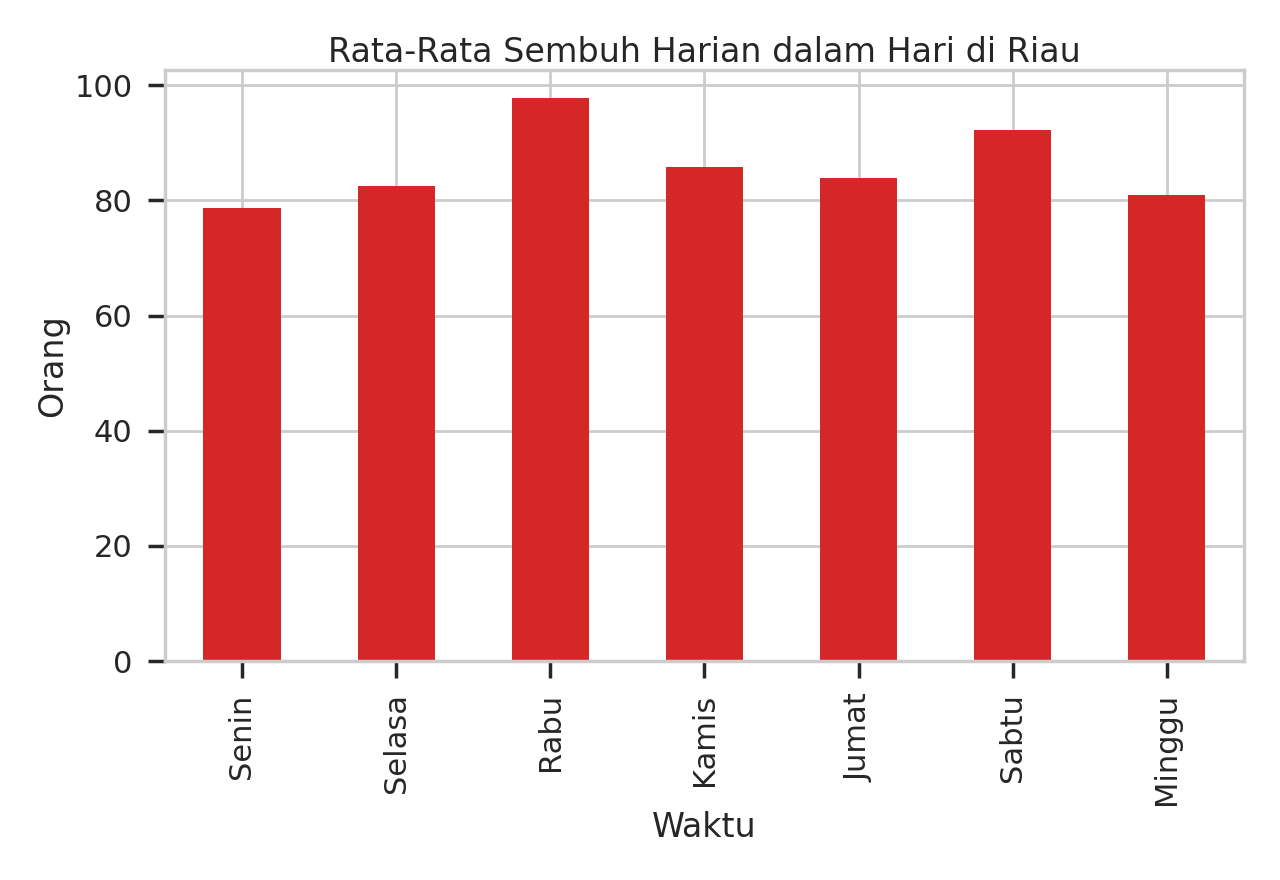 Rata-Rata Sembuh Harian dalam Hari di Riau
100
80
60
40
20
0
Orang
Senin
Selasa
Rabu
Kamis
Jumat
Sabtu
Minggu
Waktu